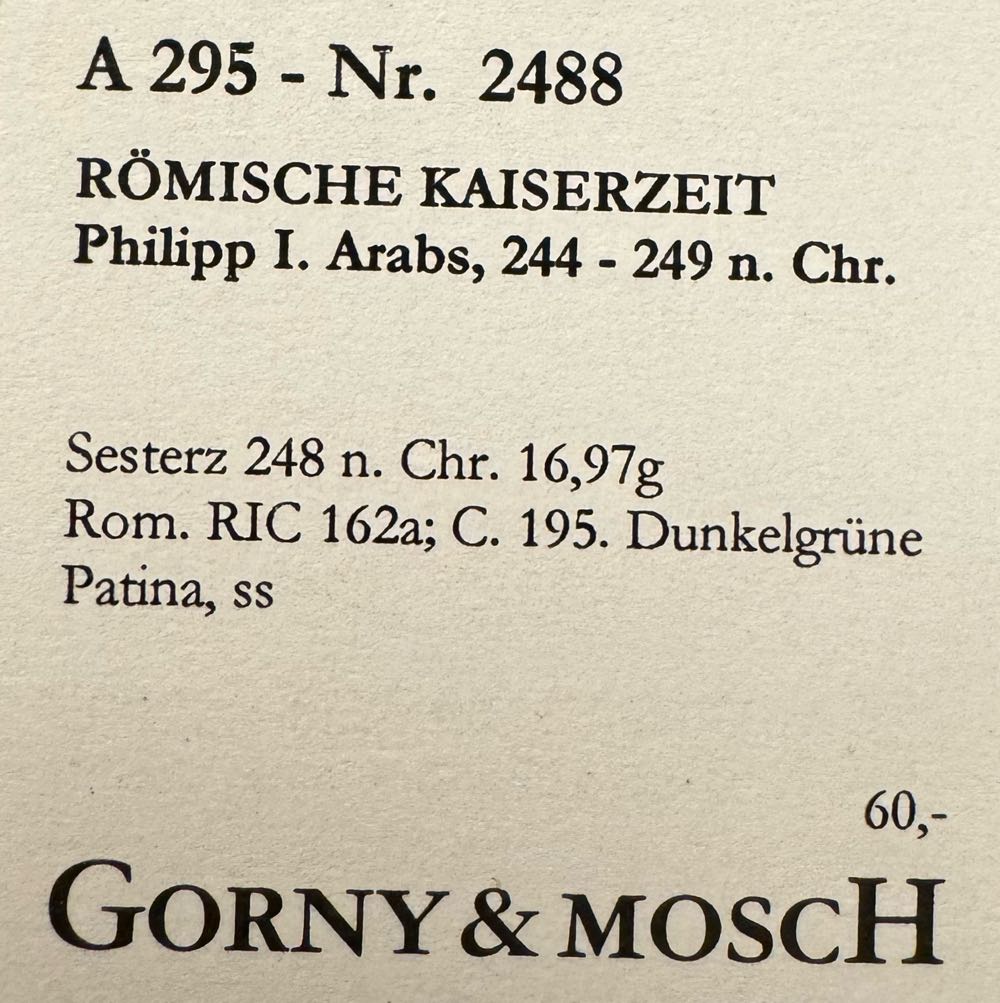 A 295 - Nr. 2488
RÖMISCHE KAISERZEIT
Philipp I. Arabs, 244 - 249 n. Chr.
Sesterz 248 n. Chr. 16,97g
Rom. RIC 162a; C. 195. Dunkelgrüne
Patina, ss
60,-
GORNY & MOSCH